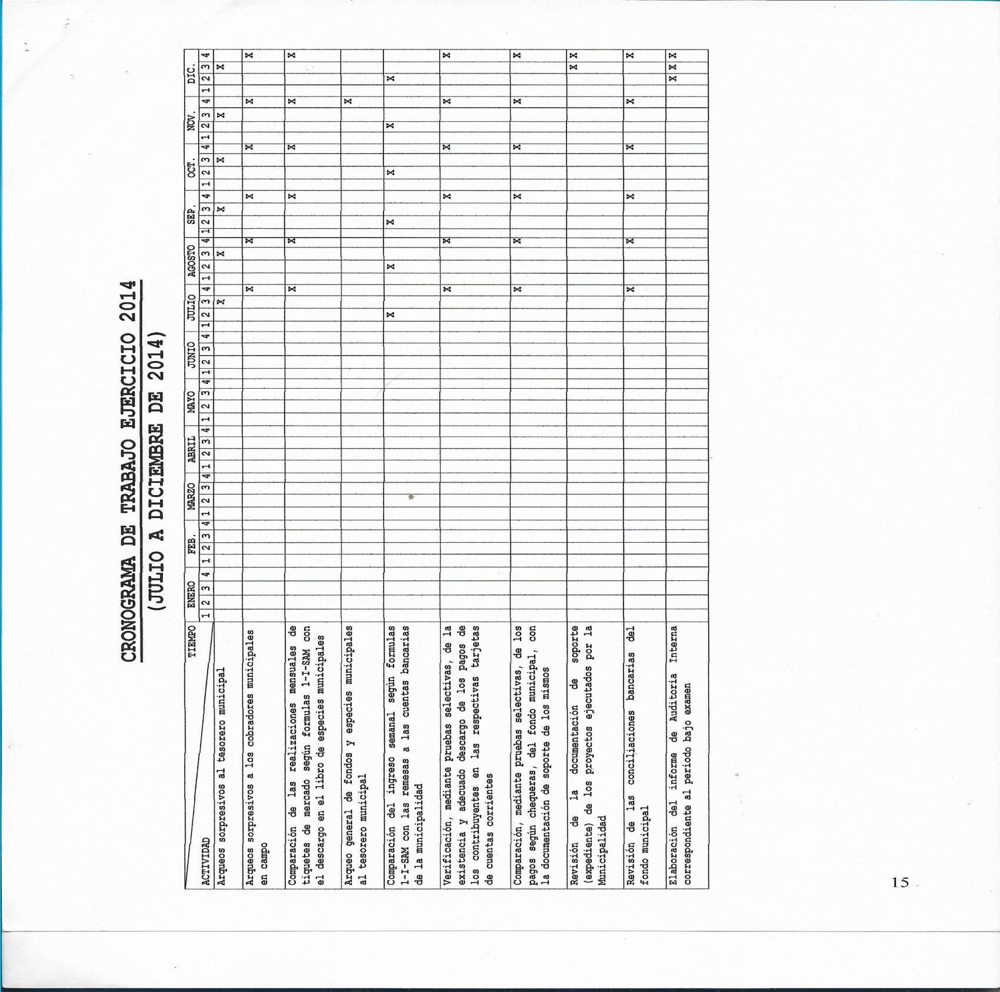 CRONOGRAMA DE TRABAJO EJERCICIO 2014
(JULIO A DICIEMBRE DE 2014)
TIEMPO ENERO FEB. MARZO ABRIL MAYO JUNIO JULIO AGOSTO SEP. OCT. NOV. DIC.
ACTIVIDAD 1 2 3 4 1 2 3 4 1 2 3 4 1 2 3 4 1 2 3 4 1 2 3 4 1 2 3 4 1 2 3 4 1 2 3 4 1 2 3 4 1 2 3 4 1 2 3 4
Arqueos sorpresivos al tesorero municipal X X X X X X
Arqueos sorpresivos a los cobradores municipales X X X X X X
en campo
Comparación de las realizaciones mensuales de X X X X X X
tiquetes de mercado según formulas 1-I-SAM con
el descargo en el libro de especies municipales
Arqueo general de fondos y especies municipales X
al tesorero municipal
Comparación del ingreso semanal según formulas X X X X X X
1-I-SAM con las remesas a las cuentas bancarias
de la municipalidad
Verificación, mediante pruebas selectivas, de la X X X X X X
existencia y adecuado descargo de los pagos de
los contribuyentes en las respectivas tarjetas
de cuentas corrientes
Comparación, mediante pruebas selectivas, de los X X X X X X
pagos según chequeras, del fondo municipal, con
la documentación de soporte de los mismos
Revisión de la documentación de soporte X X
(expediente) de los proyectos ejecutados por la
Municipalidad
Revisión de las conciliaciones bancarias del X X X X X X
fondo municipal
Elaboración del informe de Auditoria Interna X X X
correspondiente al periodo bajo examen
15